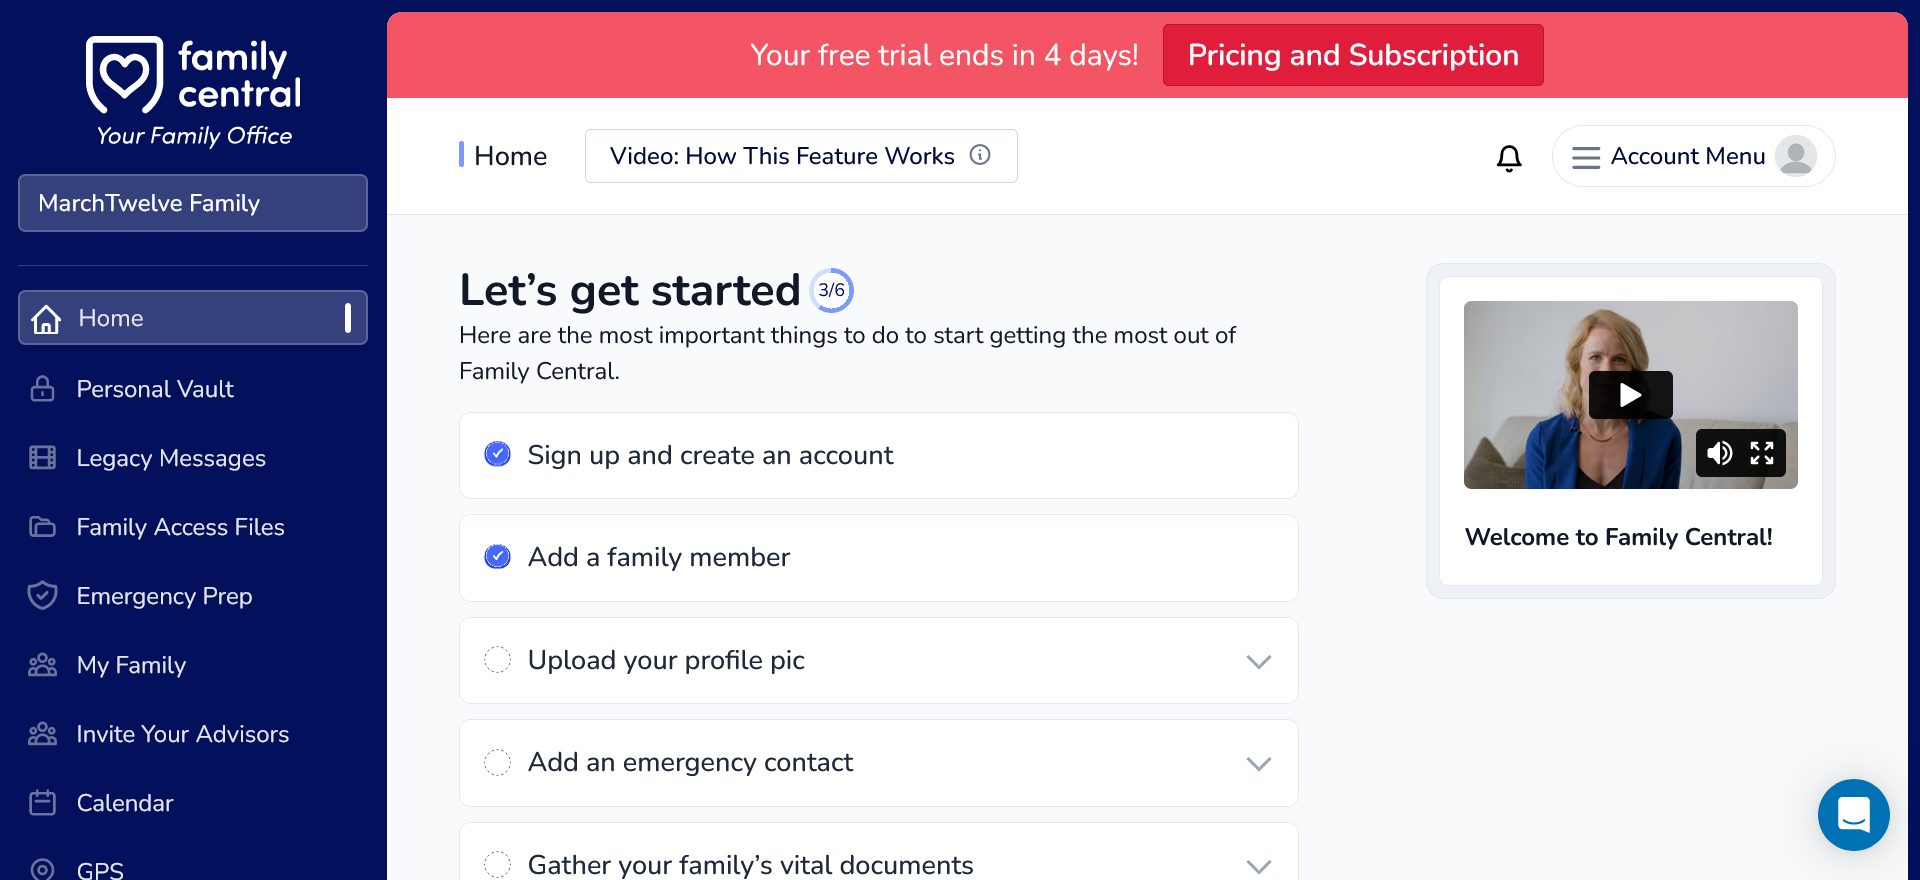 family
central
Your Family Office
MarchTwelve Family
Home
Personal Vault
Legacy Messages
Family Access Files
Emergency Prep
My Family
Invite Your Advisors
Calendar
GPS
Your free trial ends in 4 days!
Pricing and Subscription
Home
Video: How This Feature Works
Account Menu
Let’s get started
3/6
Here are the most important things to do to start getting the most out of
Family Central.
Sign up and create an account
Add a family member
Upload your profile pic
Add an emergency contact
Gather your family’s vital documents
Welcome to Family Central!